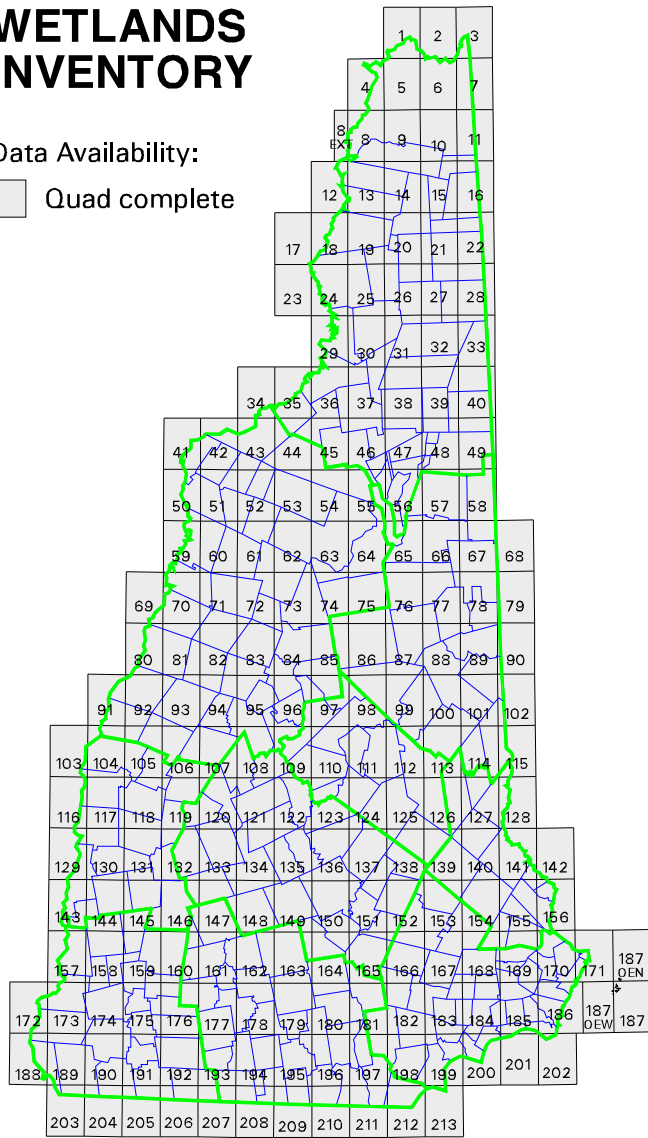 WETLANDS
INVENTORY
Data Availability:
Quad complete
1 2 3
4 5 6 7
8
EXT 8 9 10 11
12 13 14 15 16
17 18 19 20 21 22
23 24 25 26 27 28
29 30 31 32 33
34 35 36 37 38 39 40
41 42 43 44 45 46 47 48 49
50 51 52 53 54 55 56 57 58
59 60 61 62 63 64 65 66 67 68
69 70 71 72 73 74 75 76 77 78 79
80 81 82 83 84 85 86 87 88 89 90
91 92 93 94 95 96 97 98 99 100 101 102
103 104 105 106 107 108 109 110 111 112 113 114 115
116 117 118 119 120 121 122 123 124 125 126 127 128
129 130 131 132 133 134 135 136 137 138 139 140 141 142
143 144 145 146 147 148 149 150 151 152 153 154 155 156
157 158 159 160 161 162 163 164 165 166 167 168 169 170 171 187
OEN
172 173 174 175 176 177 178 179 180 181 182 183 184 185 186 187
OEW 187
188 189 190 191 192 193 194 195 196 197 198 199 200 201 202
203 204 205 206 207 208 209 210 211 212 213